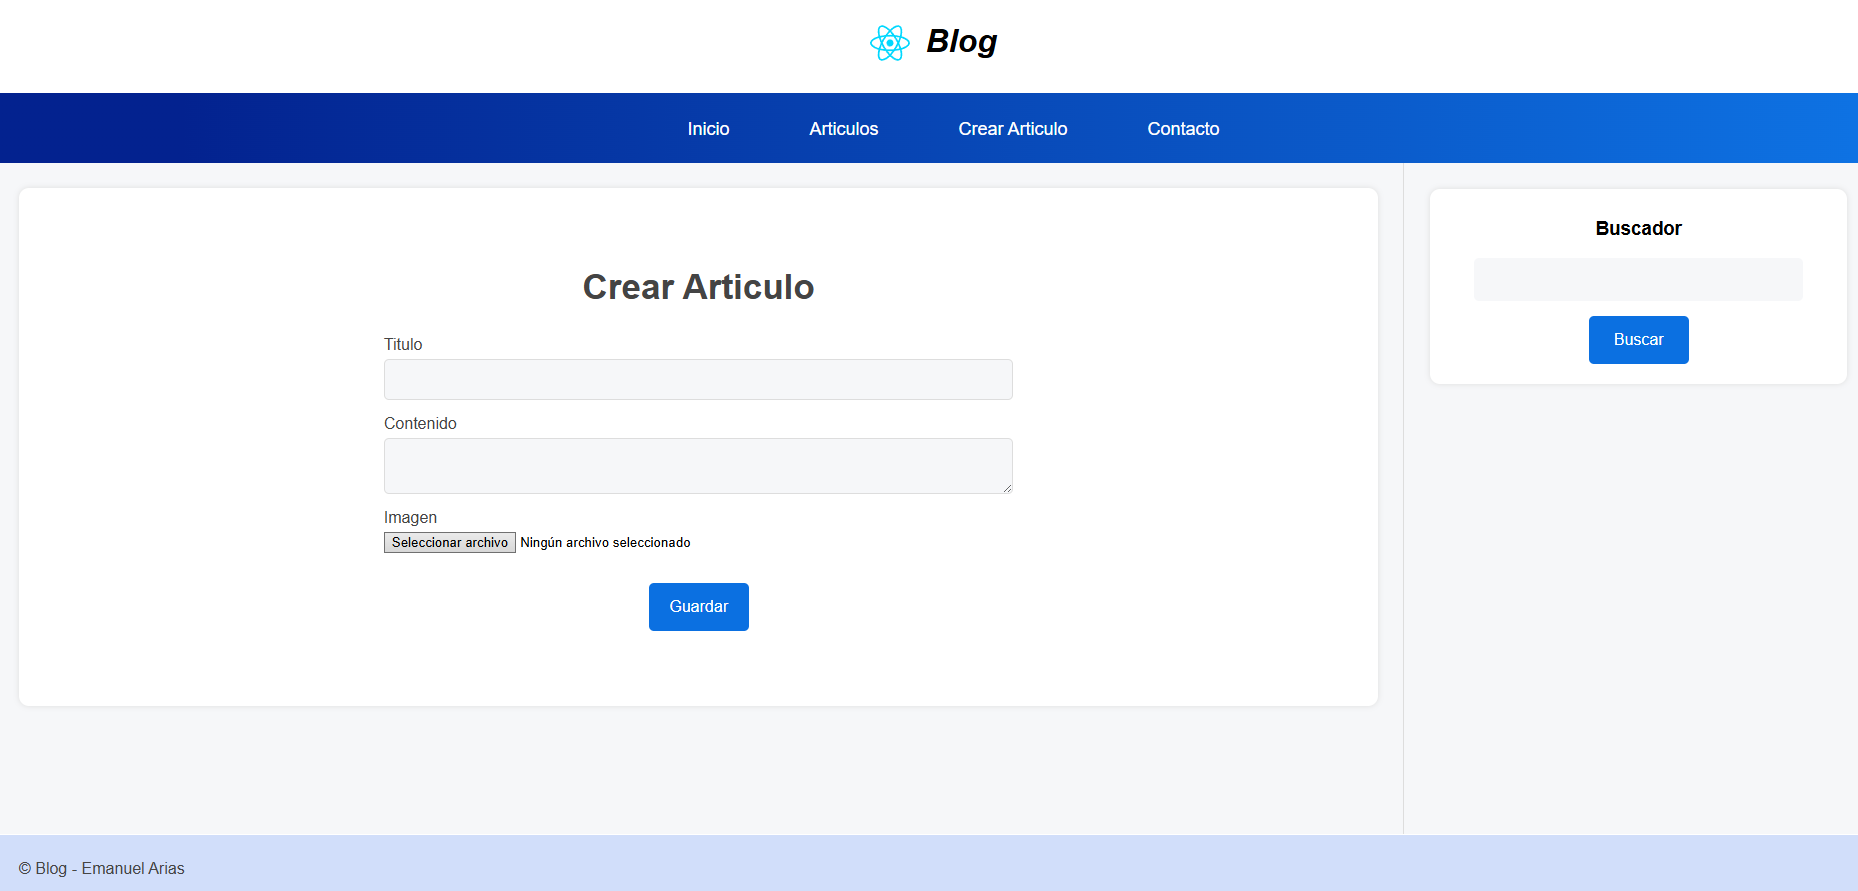 Blog
Inicio Articulos Crear Articulo Contacto
Crear Articulo
Titulo
Contenido
Imagen
Seleccionar archivo Ningún archivo seleccionado
Guardar
Buscador
Buscar
© Blog - Emanuel Arias